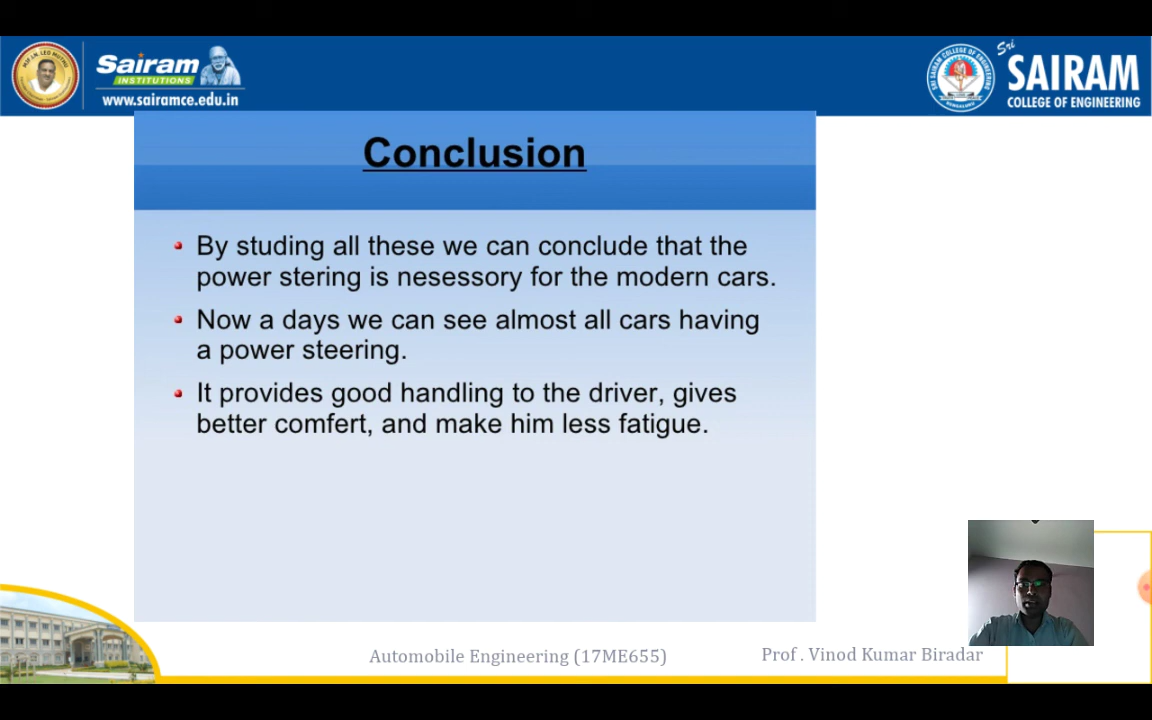 Sairam
INSTITUTIONS
www.sairamce.edu.in
Sri
SAIRAM
COLLEGE OF ENGINEERING
Conclusion
By studing all these we can conclude that the
power stering is nesessory for the modern cars.
Now a days we can see almost all cars having
a power steering.
It provides good handling to the driver, gives
better comfort, and make him less fatigue.
Automobile Engineering (17ME655)
Prof . Vinod Kumar Biradar